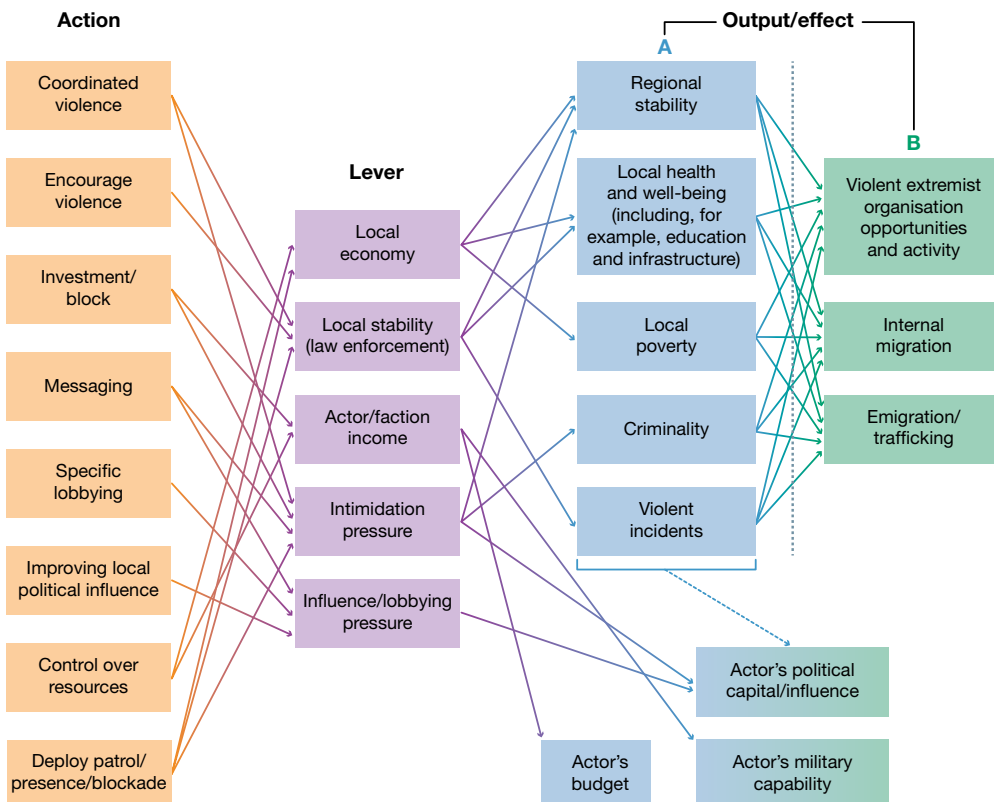 Action
Coordinated
violence
Encourage
violence
Investment/
block
Messaging
Specific
lobbying
Improving local
political influence
Control over
resources
Deploy patrol/
presence/blockade
Lever
Local
economy
Local stability
(law enforcement)
Actor/faction
income
Intimidation
pressure
Influence/lobbying
pressure
Output/effect
A
Regional
stability
Local health
and well-being
(including, for
example, education
and infrastructure)
Local
poverty
Criminality
Violent
incidents
B
Violent extremist
organisation
opportunities
and activity
Internal
migration
Emigration/
trafficking
Actor’s political
capital/influence
Actor’s
budget
Actor’s military
capability